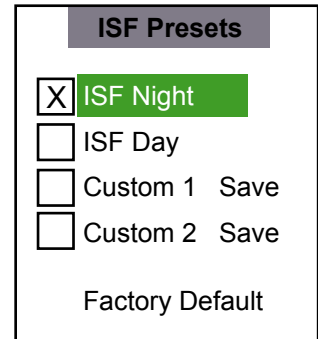 ISF Presets
X ISF Night
ISF Day
Custom 1 Save
Custom 2 Save
Factory Default